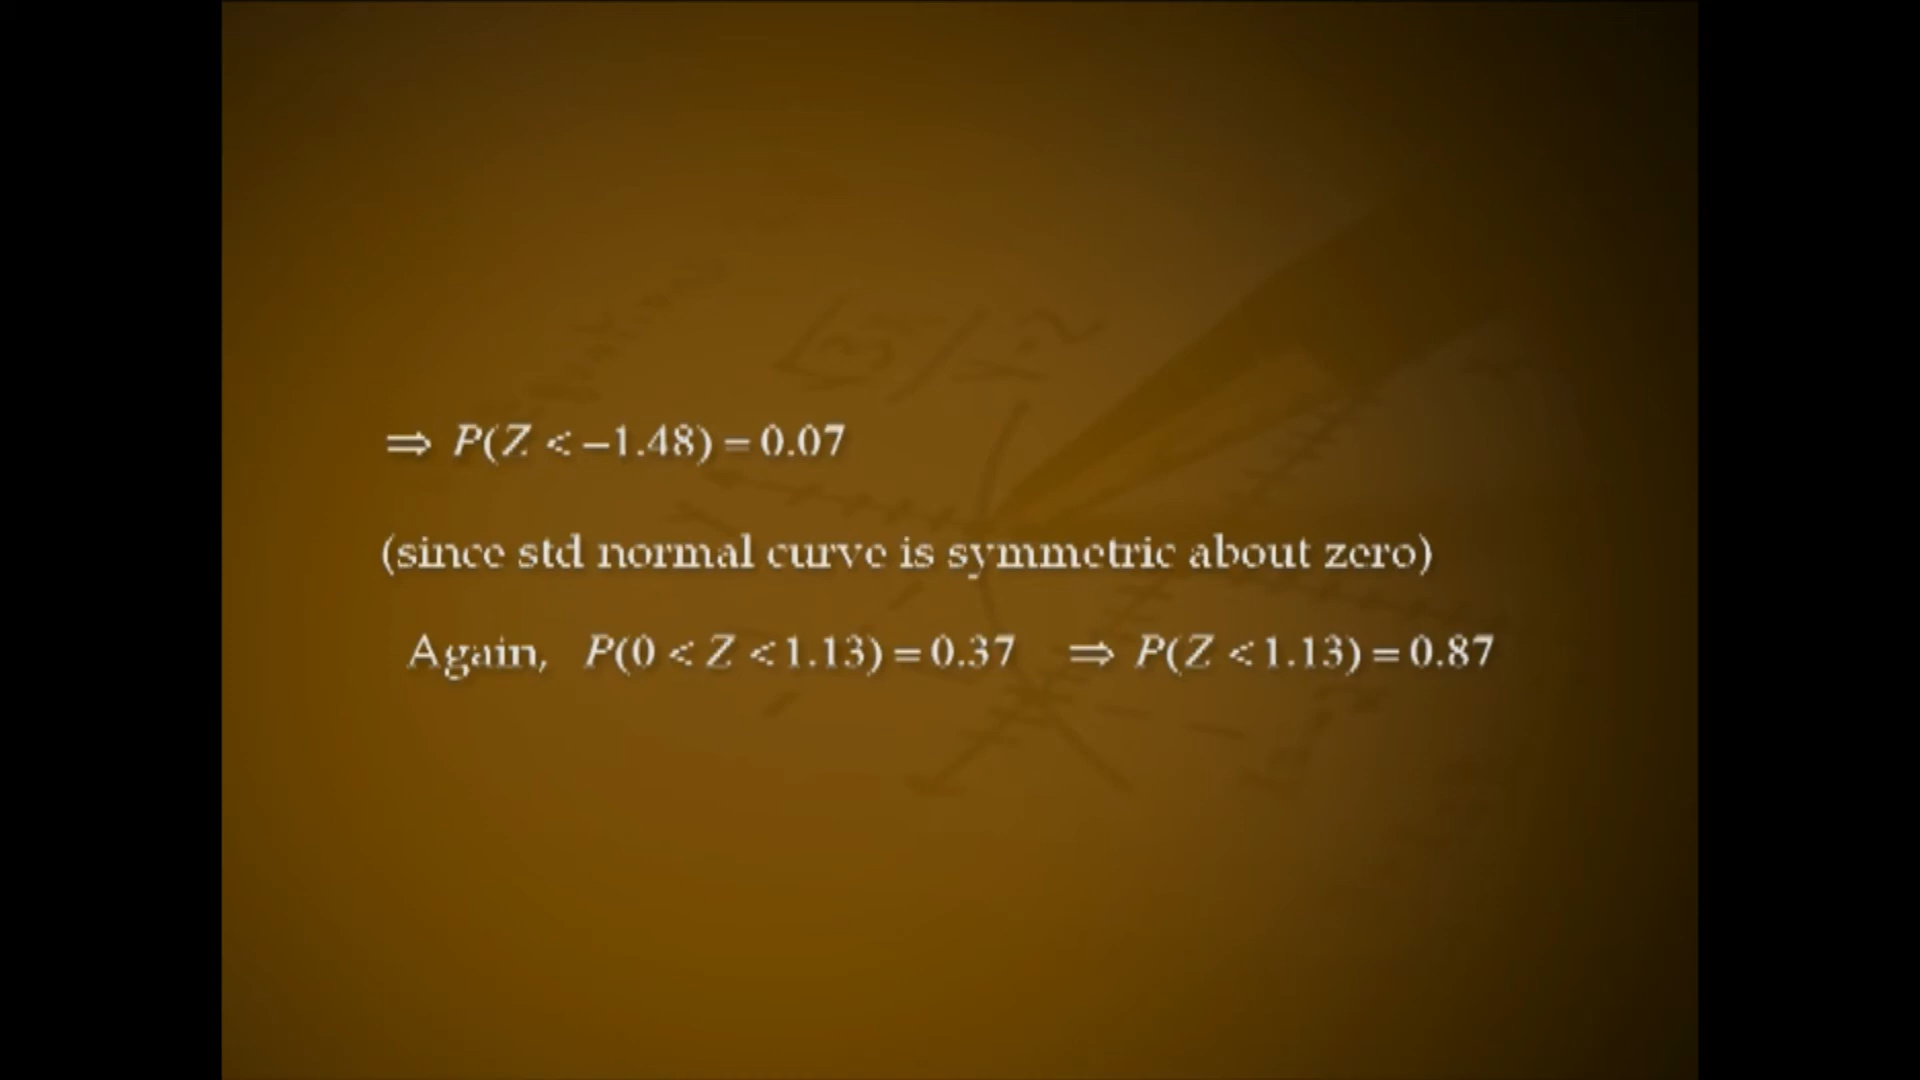 ⇒ P(Z < –1.48) = 0.07
(since std normal curve is symmetric about zero)
Again, P(0 < Z < 1.13) = 0.37 ⇒ P(Z < 1.13) = 0.87